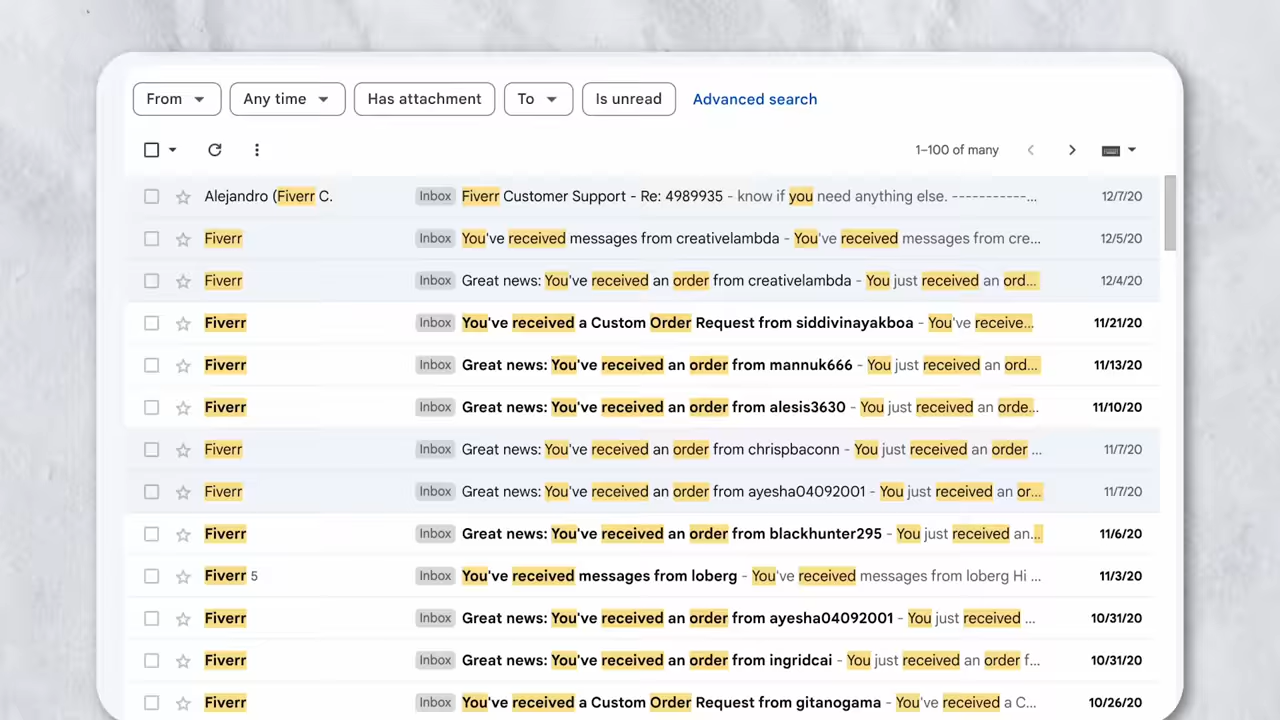 From Any time Has attachment To Is unread Advanced search
1–100 of many
Alejandro (Fiverr C. Inbox Fiverr Customer Support - Re: 4989935 - know if you need anything else. -----------... 12/7/20
Fiverr Inbox You've received messages from creativelambda - You've received messages from cre... 12/5/20
Fiverr Inbox Great news: You've received an order from creativelambda - You just received an ord... 12/4/20
Fiverr Inbox You've received a Custom Order Request from siddivinayakboa - You've receive... 11/21/20
Fiverr Inbox Great news: You've received an order from mannuk666 - You just received an ord... 11/13/20
Fiverr Inbox Great news: You've received an order from alesis3630 - You just received an orde... 11/10/20
Fiverr Inbox Great news: You've received an order from chrispbaconn - You just received an order ... 11/7/20
Fiverr Inbox Great news: You've received an order from ayesha04092001 - You just received an or... 11/7/20
Fiverr Inbox Great news: You've received an order from blackhunter295 - You just received an... 11/6/20
Fiverr 5 Inbox You've received messages from loberg - You've received messages from loberg Hi ... 11/3/20
Fiverr Inbox Great news: You've received an order from ayesha04092001 - You just received ... 10/31/20
Fiverr Inbox Great news: You've received an order from ingridcai - You just received an order f... 10/31/20
Fiverr Inbox You've received a Custom Order Request from gitanogama - You've received a C... 10/26/20